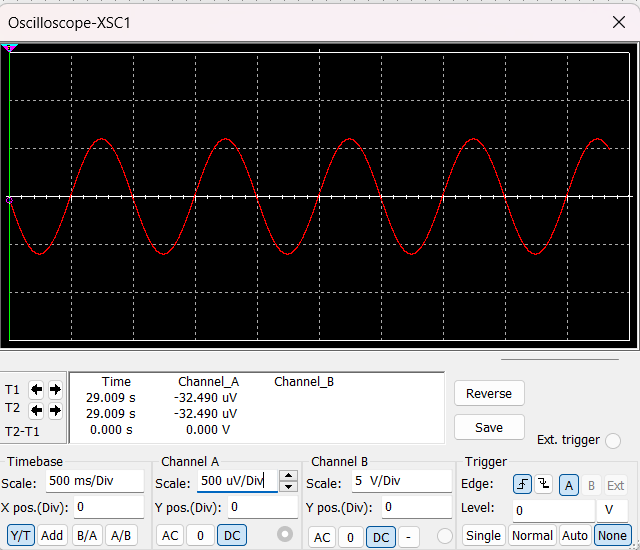 Oscilloscope-XSC1
Time Channel_A Channel_B
T1 29.009 s -32.490 uV
T2 29.009 s -32.490 uV
T2-T1 0.000 s 0.000 V
Reverse
Save
Ext. trigger
Timebase
Scale: 500 ms/Div
X pos.(Div): 0
Y/T Add B/A A/B
Channel A
Scale: 500 uV/Div
Y pos.(Div): 0
AC 0 DC
Channel B
Scale: 5 V/Div
Y pos.(Div): 0
AC 0 DC -
Trigger
Edge: A B Ext
Level: 0 V
Single Normal Auto None